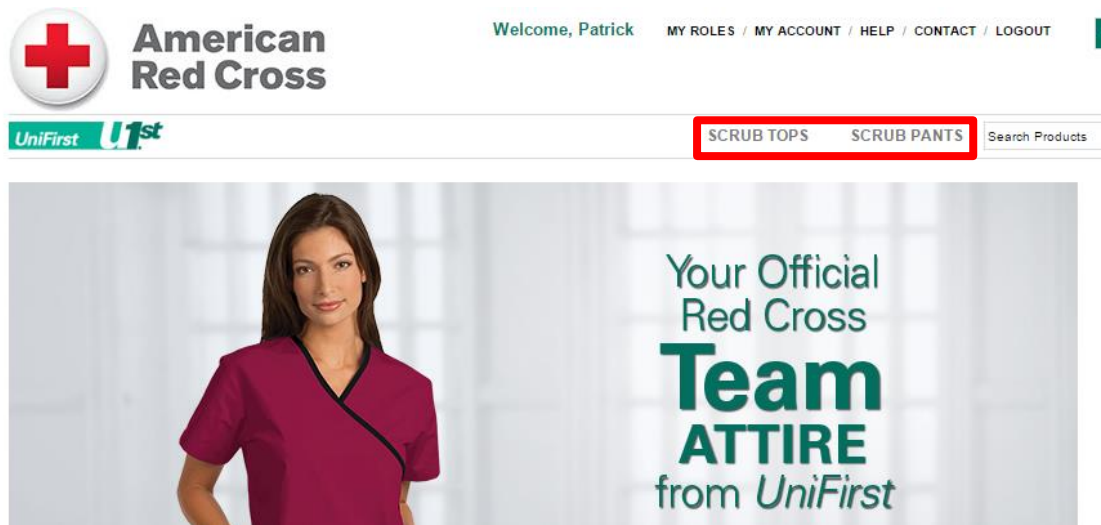 American
Red Cross
Welcome, Patrick MY ROLES / MY ACCOUNT / HELP / CONTACT / LOGOUT
UniFirst U1st
SCRUB TOPS SCRUB PANTS Search Products
Your Official
Red Cross
Team
ATTIRE
from UniFirst